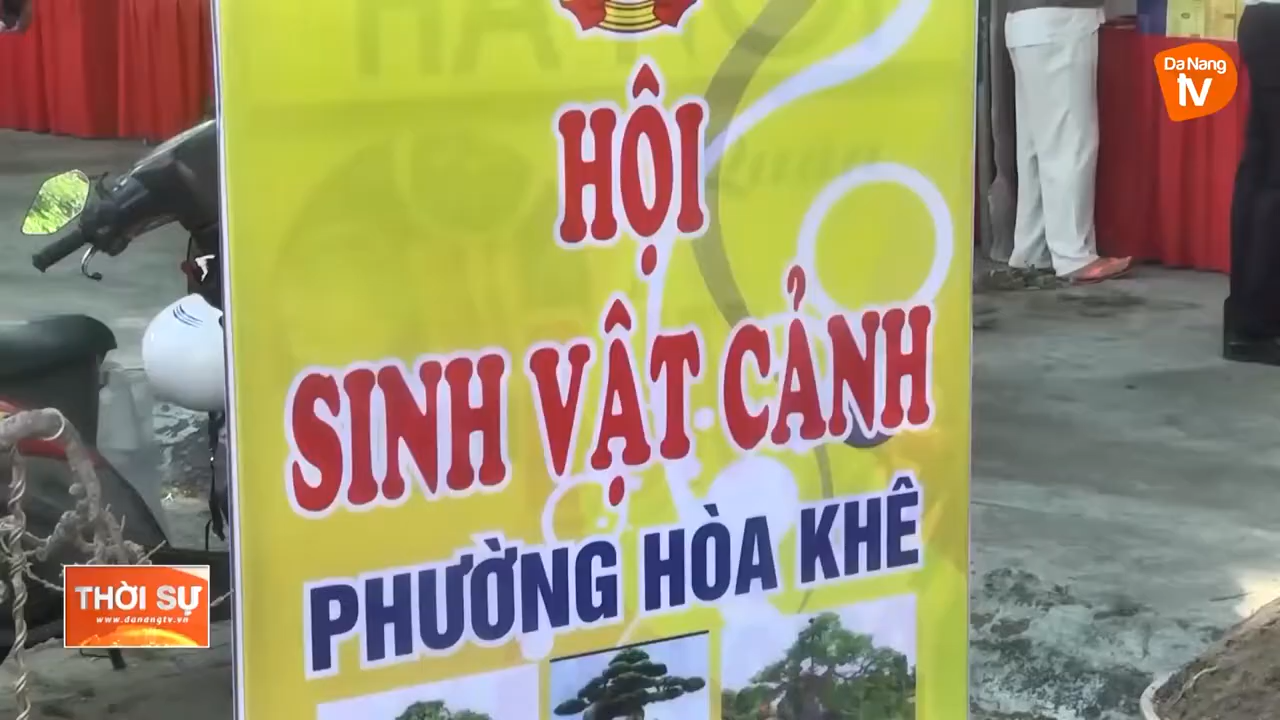 Da Nang
tv
HỘI
SINH VẬT CẢNH
PHƯỜNG HÒA KHÊ
THỜI SỰ
www.danangtv.vn